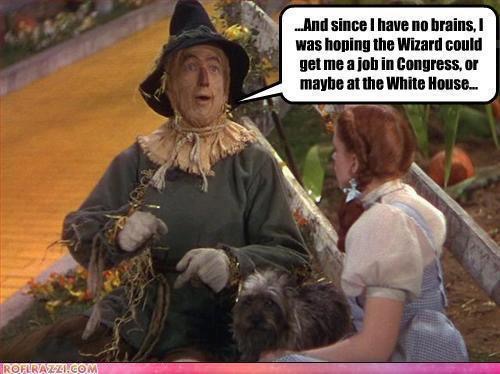 ...And since I have no brains, I
was hoping the Wizard could
get me a job in Congress, or
maybe at the White House...
ROFLRAZZI.COM